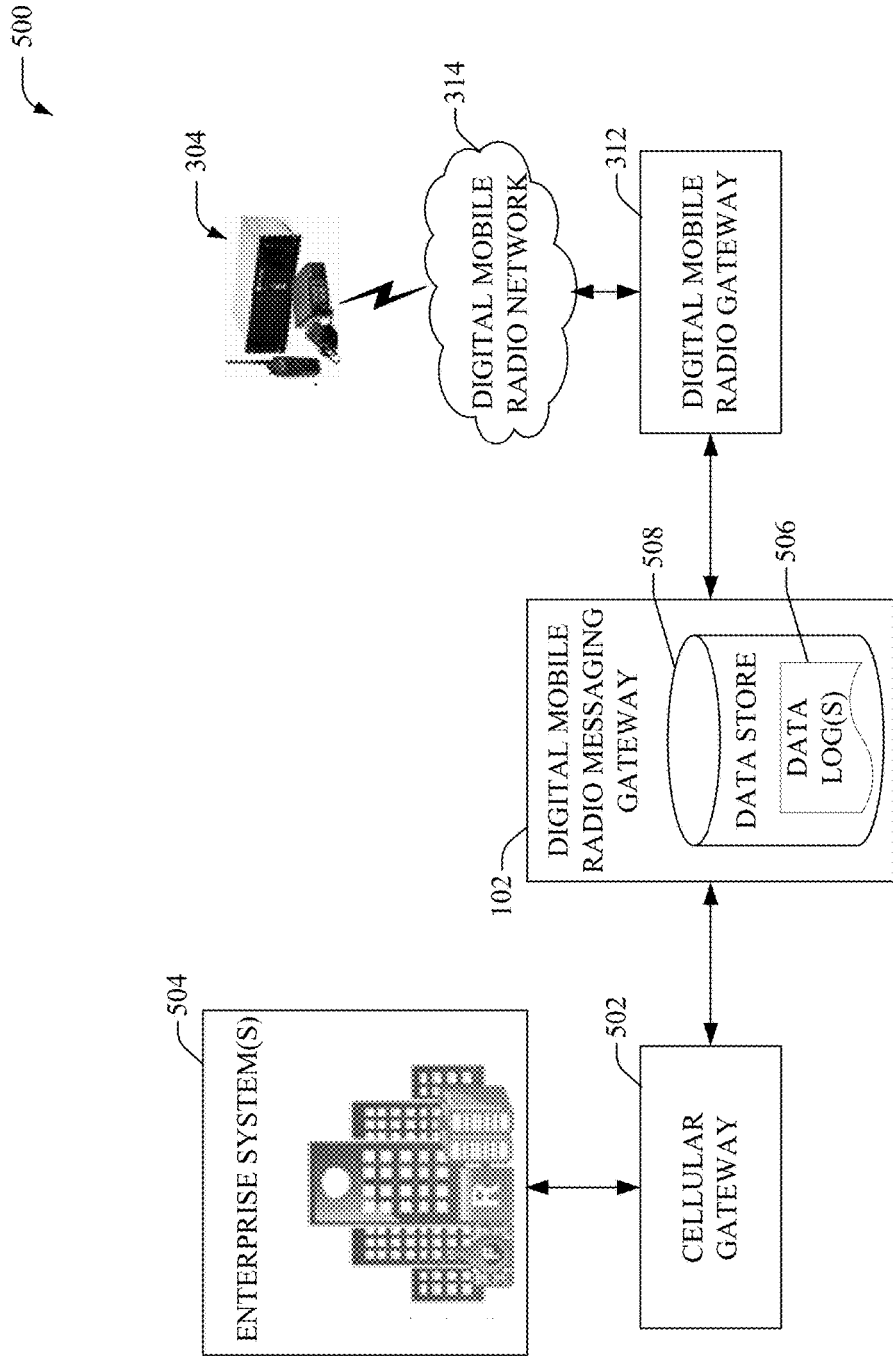 500
504
ENTERPRISE SYSTEM(S)
304
314
DIGITAL MOBILE
RADIO NETWORK
502
CELLULAR
GATEWAY
102
DIGITAL MOBILE
RADIO MESSAGING
GATEWAY
508
DATA STORE
506
DATA
LOG(S)
312
DIGITAL MOBILE
RADIO GATEWAY